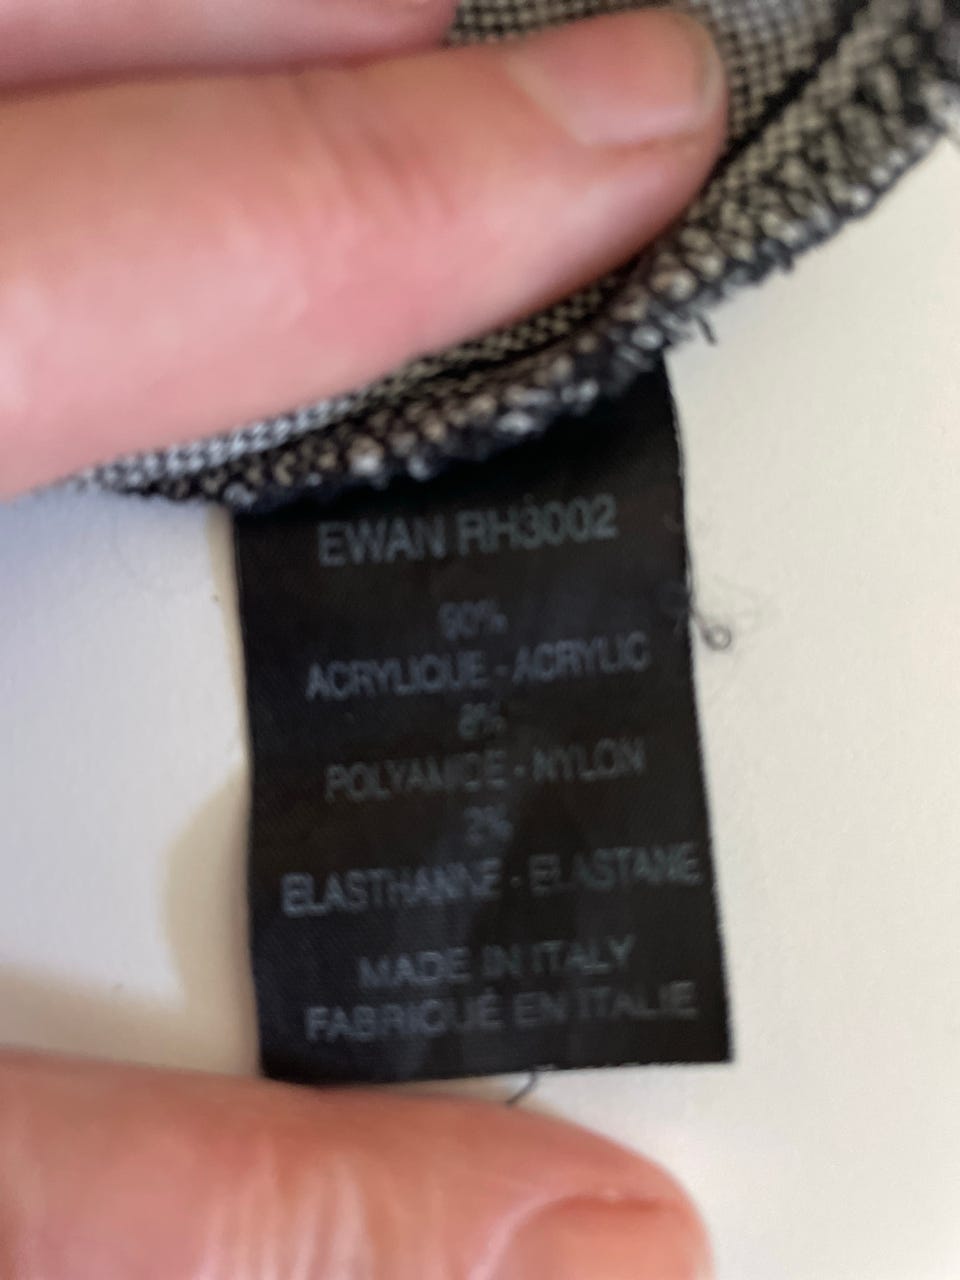 EWAN RH3002
90%
ACRYLIQUE - ACRYLIC
8%
POLYAMIDE - NYLON
2%
ELASTHANNE - ELASTANE
MADE IN ITALY
FABRIQUÉ EN ITALIE